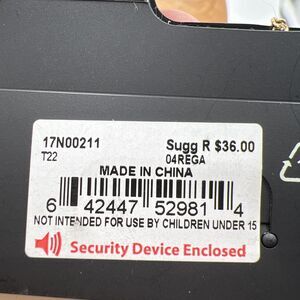 17N00211 Sugg R $36.00
T22 04REGA
MADE IN CHINA
6 42447 52981 4
NOT INTENDED FOR USE BY CHILDREN UNDER 15
Security Device Enclosed